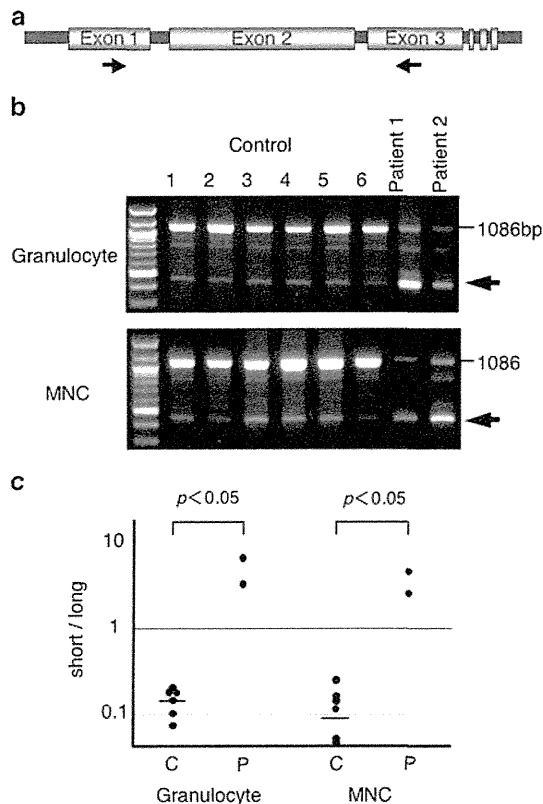 a
Exon 1 Exon 2 Exon 3
b
Control
1 2 3 4 5 6 Patient 1 Patient 2
Granulocyte
1086bp
MNC
1086
c
p<0.05 p<0.05
short / long
10
1
0.1
C P C P
Granulocyte MNC